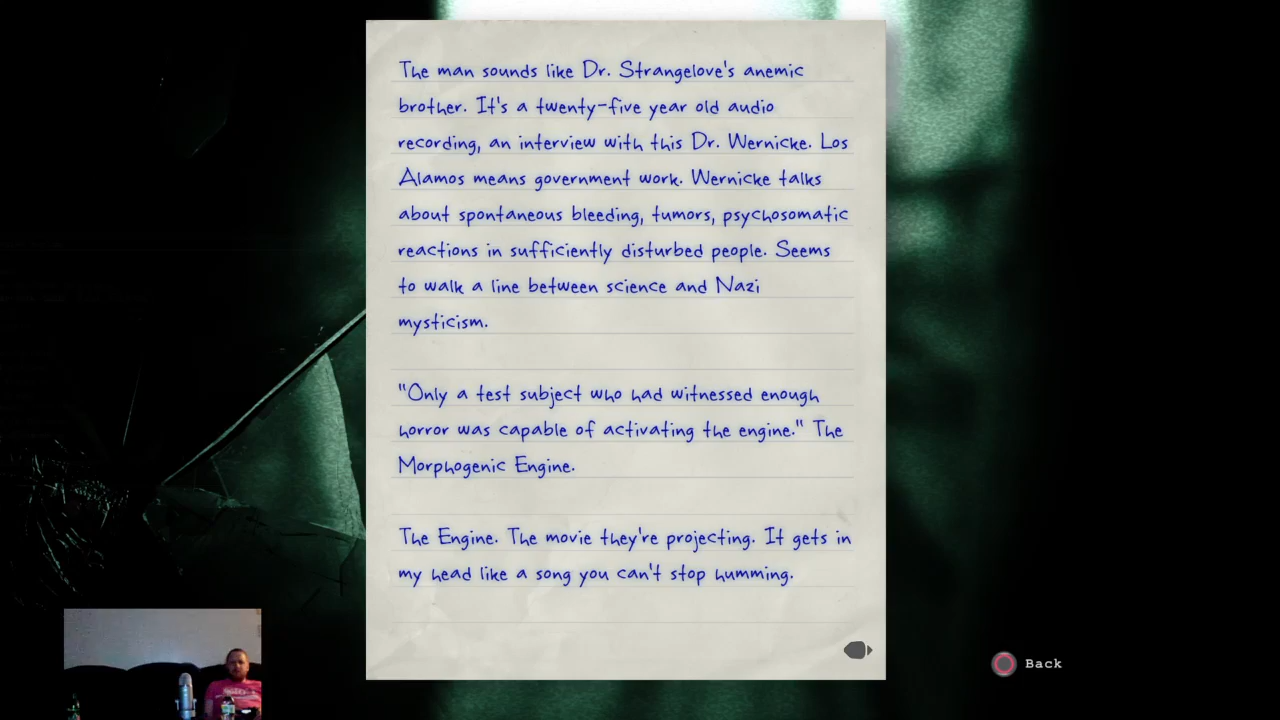 The man sounds like Dr. Strangelove's anemic
brother. It's a twenty-five year old audio
recording, an interview with this Dr. Wernicke. Los
Alamos means government work. Wernicke talks
about spontaneous bleeding, tumors, psychosomatic
reactions in sufficiently disturbed people. Seems
to walk a line between science and Nazi
mysticism.
"Only a test subject who had witnessed enough
horror was capable of activating the engine." The
Morphogenic Engine.
The Engine. The movie they're projecting. It gets in
my head like a song you can't stop humming.
Back